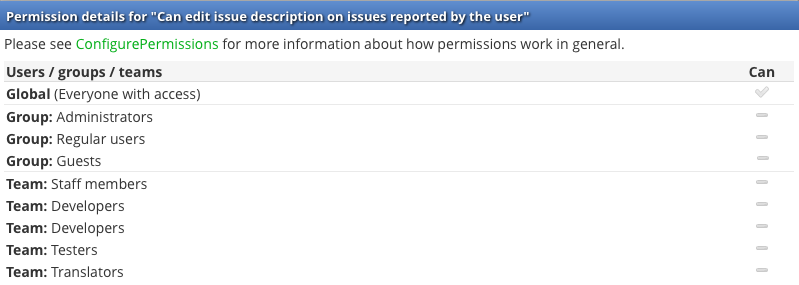 Permission details for "Can edit issue description on issues reported by the user"
Please see ConfigurePermissions for more information about how permissions work in general.
Users / groups / teams Can
Global (Everyone with access)
Group: Administrators
Group: Regular users
Group: Guests
Team: Staff members
Team: Developers
Team: Developers
Team: Testers
Team: Translators